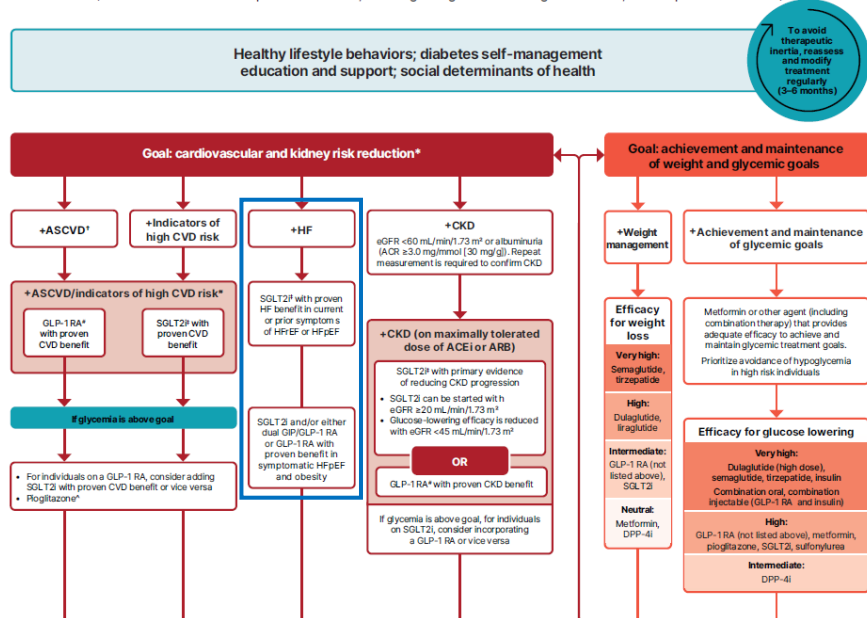 Healthy lifestyle behaviors; diabetes self-management
education and support; social determinants of health
To avoid
therapeutic
inertia, reassess
and modify
treatment
regularly
(3–6 months)
Goal: cardiovascular and kidney risk reduction*
Goal: achievement and maintenance
of weight and glycemic goals
+ASCVD†
+Indicators of
high CVD risk
+HF
+CKD
eGFR <60 mL/min/1.73 m² or albuminuria
(ACR ≥3.0 mg/mmol [30 mg/g]). Repeat
measurement is required to confirm CKD
+Weight
management
+Achievement and maintenance
of glycemic goals
+ASCVD/indicators of high CVD risk*
GLP-1 RA#
with proven
CVD benefit
SGLT2i‡ with
proven CVD
benefit
If glycemia is above goal
• For individuals on a GLP-1 RA, consider adding
SGLT2i with proven CVD benefit or vice versa
• Pioglitazone^
SGLT2i‡ with proven
HF benefit in current
or prior symptoms
of HFrEF or HFpEF
SGLT2i and/or either
dual GIP/GLP-1 RA
or GLP-1 RA with
proven benefit in
symptomatic HFpEF
and obesity
+CKD (on maximally tolerated
dose of ACEi or ARB)
SGLT2i‡ with primary evidence
of reducing CKD progression
• SGLT2i can be started with
eGFR ≥20 mL/min/1.73 m²
• Glucose-lowering efficacy is reduced
with eGFR <45 mL/min/1.73 m²
OR
GLP-1 RA# with proven CKD benefit
If glycemia is above goal, for individuals
on SGLT2i, consider incorporating
a GLP-1 RA or vice versa
Efficacy
for weight
loss
Very high:
Semaglutide,
tirzepatide
High:
Dulaglutide,
liraglutide
Intermediate:
GLP-1 RA (not
listed above),
SGLT2i
Neutral:
Metformin,
DPP-4i
Metformin or other agent (including
combination therapy) that provides
adequate efficacy to achieve and
maintain glycemic treatment goals.
Prioritize avoidance of hypoglycemia
in high risk individuals
Efficacy for glucose lowering
Very high:
Dulaglutide (high dose),
semaglutide, tirzepatide, insulin
Combination oral, combination
injectable (GLP-1 RA and insulin)
High:
GLP-1 RA (not listed above), metformin,
pioglitazone, SGLT2i, sulfonylurea
Intermediate:
DPP-4i